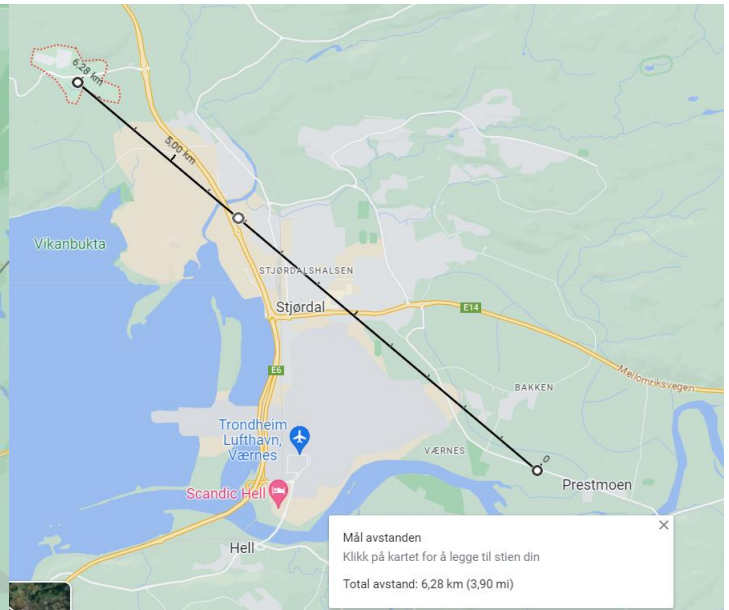 6,28 km
5,00 km
Vikanbukta
STJØRDALSHALSEN
Stjørdal
E14
E6
Mellomriksvegen
BAKKEN
Trondheim
Lufthavn,
Værnes
VÆRNES
0
Prestmoen
Scandic Hell
Hell
Mål avstanden
Klikk på kartet for å legge til stien din
Total avstand: 6,28 km (3,90 mi)